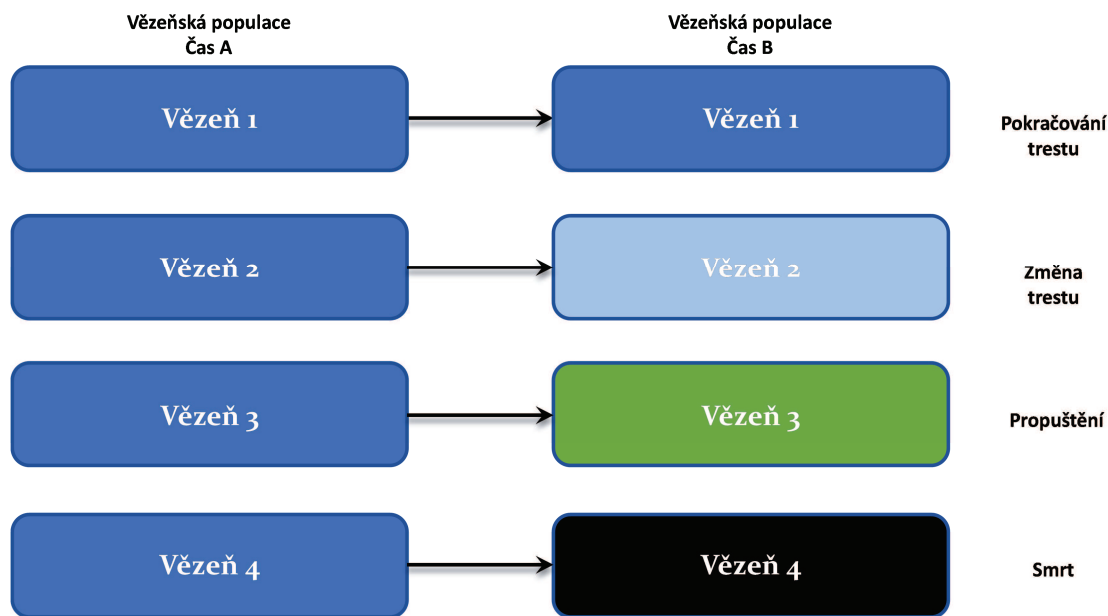 Vězeňská populace
Čas A
Vězeňská populace
Čas B
Vězeň 1
Vězeň 1
Pokračování
trestu
Vězeň 2
Vězeň 2
Změna
trestu
Vězeň 3
Vězeň 3
Propuštění
Vězeň 4
Vězeň 4
Smrt